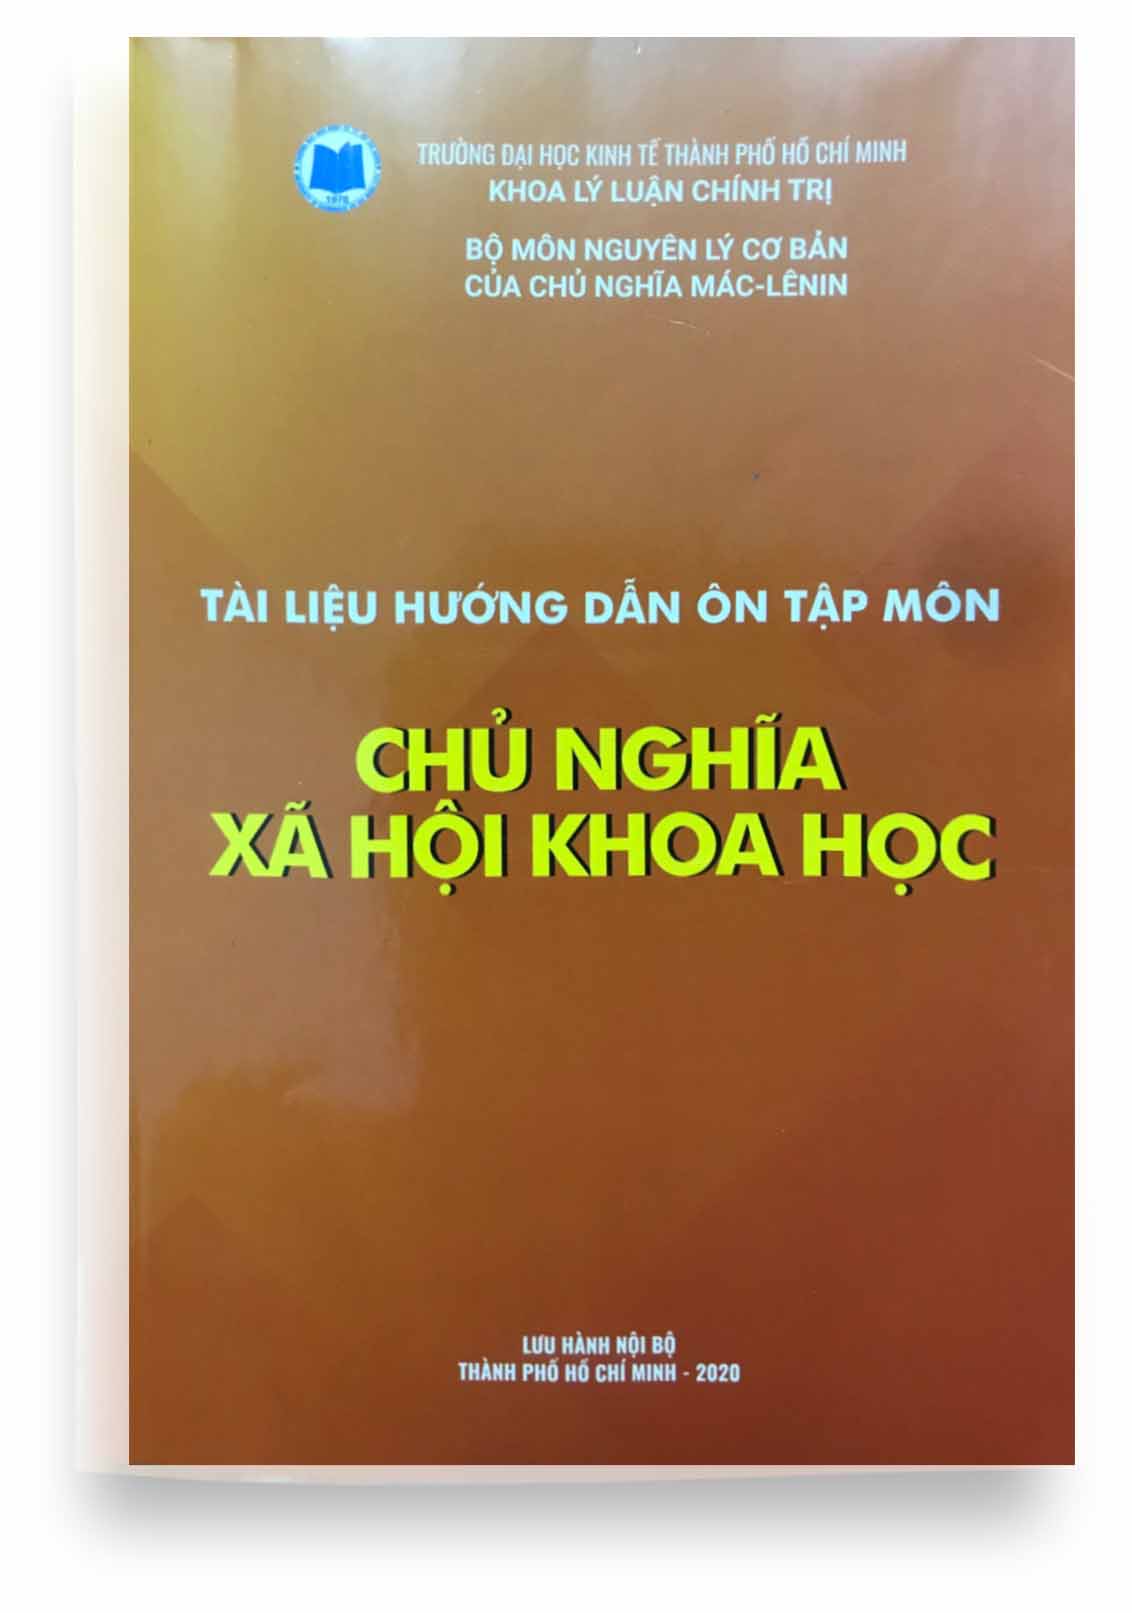 TRƯỜNG ĐẠI HỌC KINH TẾ THÀNH PHỐ HỒ CHÍ MINH
KHOA LÝ LUẬN CHÍNH TRỊ
BỘ MÔN NGUYÊN LÝ CƠ BẢN
CỦA CHỦ NGHĨA MÁC-LÊNIN
1976
TÀI LIỆU HƯỚNG DẪN ÔN TẬP MÔN
CHỦ NGHĨA
XÃ HỘI KHOA HỌC
LƯU HÀNH NỘI BỘ
THÀNH PHỐ HỒ CHÍ MINH - 2020